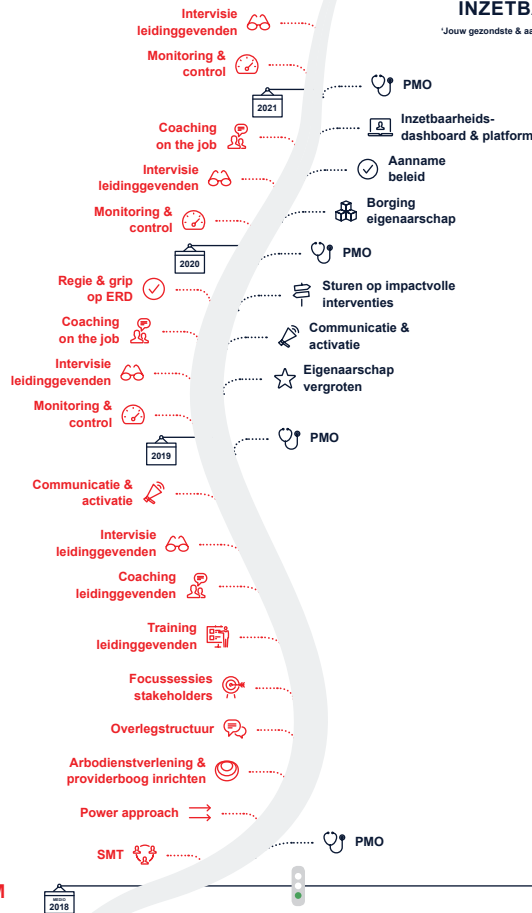 INZETB
'Jouw gezondste & aa
Intervisie
leidinggevenden
Monitoring &
control
2021
PMO
Inzetbaarheids-
dashboard & platform
Coaching
on the job
Aanname
beleid
Intervisie
leidinggevenden
Borging
eigenaarschap
Monitoring &
control
2020
PMO
Regie & grip
op ERD
Sturen op impactvolle
interventies
Coaching
on the job
Communicatie &
activatie
Intervisie
leidinggevenden
Eigenaarschap
vergroten
Monitoring &
control
2019
PMO
Communicatie &
activatie
Intervisie
leidinggevenden
Coaching
leidinggevenden
Training
leidinggevenden
Focussessies
stakeholders
Overlegstructuur
Arbodienstverlening &
providerboog inrichten
Power approach
PMO
SMT
M
MEDIO
2018